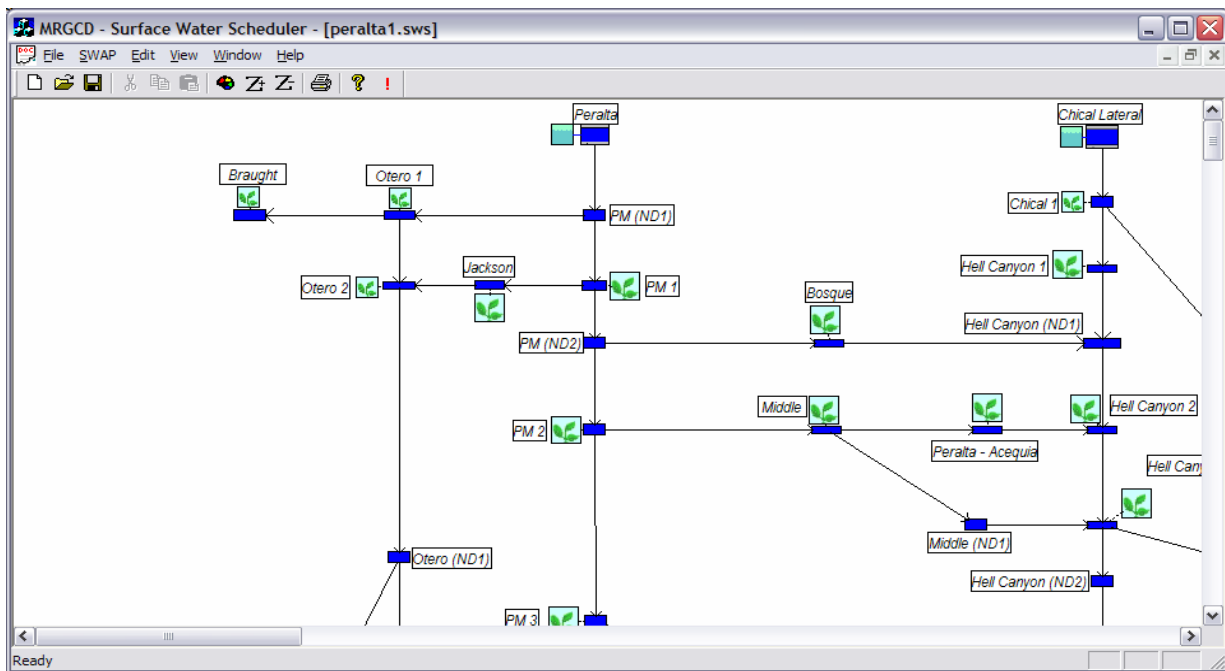 MRGCD - Surface Water Scheduler - [peralta1.sws]
File SWAP Edit View Window Help
Peralta
Chical Lateral
Braught
Otero 1
Chical 1
PM (ND1)
Hell Canyon 1
Jackson
Otero 2
PM 1
Bosque
Hell Canyon (ND1)
PM (ND2)
Middle
Hell Canyon 2
PM 2
Peralta - Acequia
Hell Cany
Middle (ND1)
Otero (ND1)
Hell Canyon (ND2)
PM 3
Ready